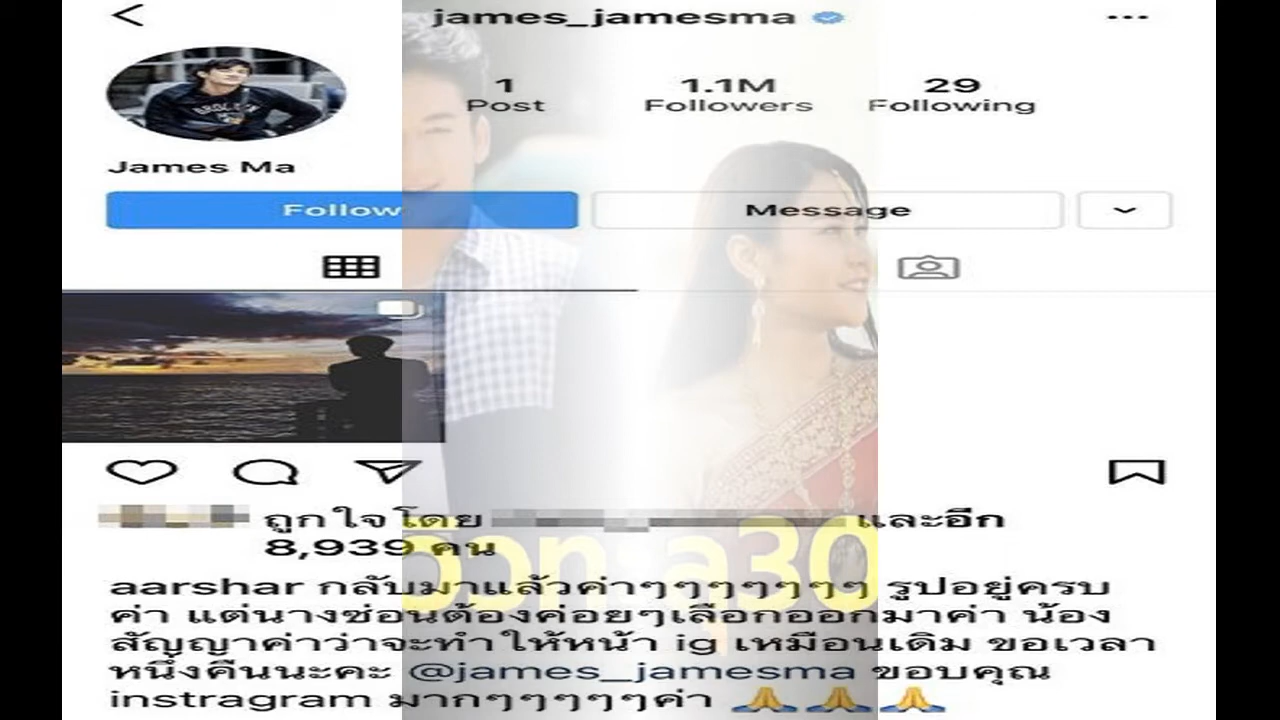 james_jamesma
1 1.1M 29
Post Followers Following
James Ma
Follow Message
ถูกใจโดย และอีก
8,939 คน
aarshar กลับมาแล้วค่าๆๆๆๆๆๆๆ รูปอยู่ครบ
ค่า แต่นางซ่อนต้องค่อยๆเลือกออกมาค่า น้อง
สัญญาค่าว่าจะทำให้หน้า ig เหมือนเดิม ขอเวลา
หนึ่งคืนนะคะ @james_jamesma ขอบคุณ
instragram มากๆๆๆๆๆๆค่า 🙏 🙏 🙏